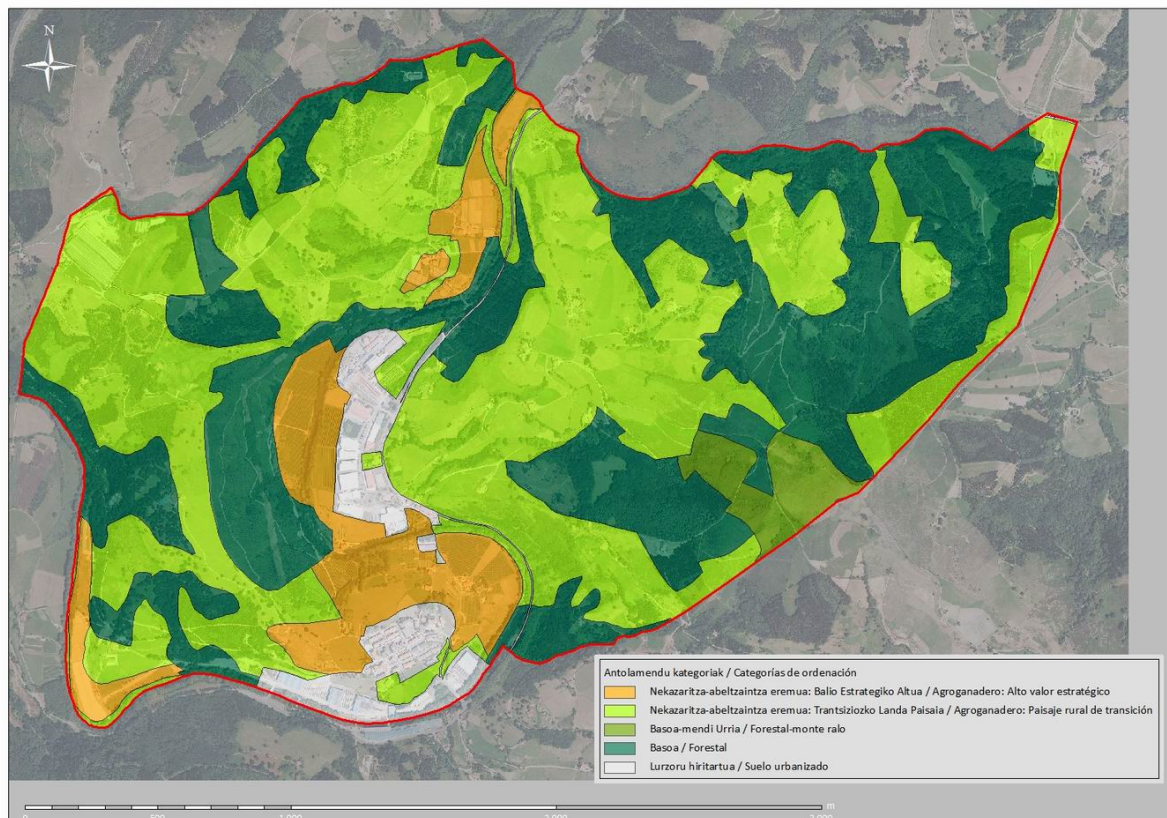 N
Antolamendu kategoriak / Categorías de ordenación
Nekazaritza-abeltzaintza eremua: Balio Estrategiko Altua / Agroganadero: Alto valor estratégico
Nekazaritza-abeltzaintza eremua: Trantsiziozko Landa Paisaia / Agroganadero: Paisaje rural de transición
Basoa-mendi Urria / Forestal-monte ralo
Basoa / Forestal
Lurzoru hiritartua / Suelo urbanizado
m
0 500 1.000 2.000 3.000